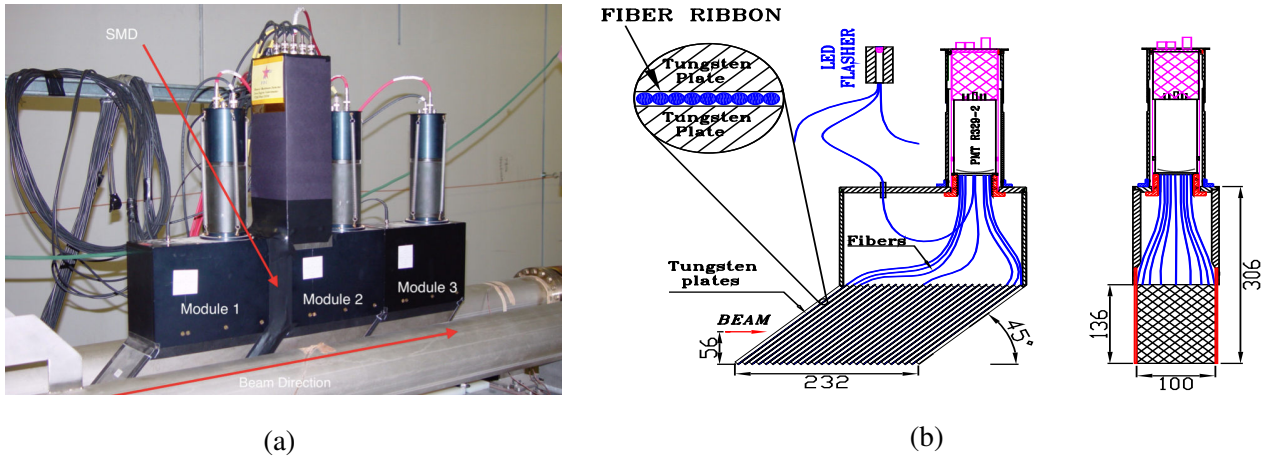 SMD
Module 1
Module 2
Module 3
Beam Direction
(a)
FIBER RIBBON
Tungsten
Plate
Tungsten
Plate
LED
FLASHER
PMT R329-2
Fibers
Tungsten
plates
BEAM
56
232
45°
136
306
100
(b)